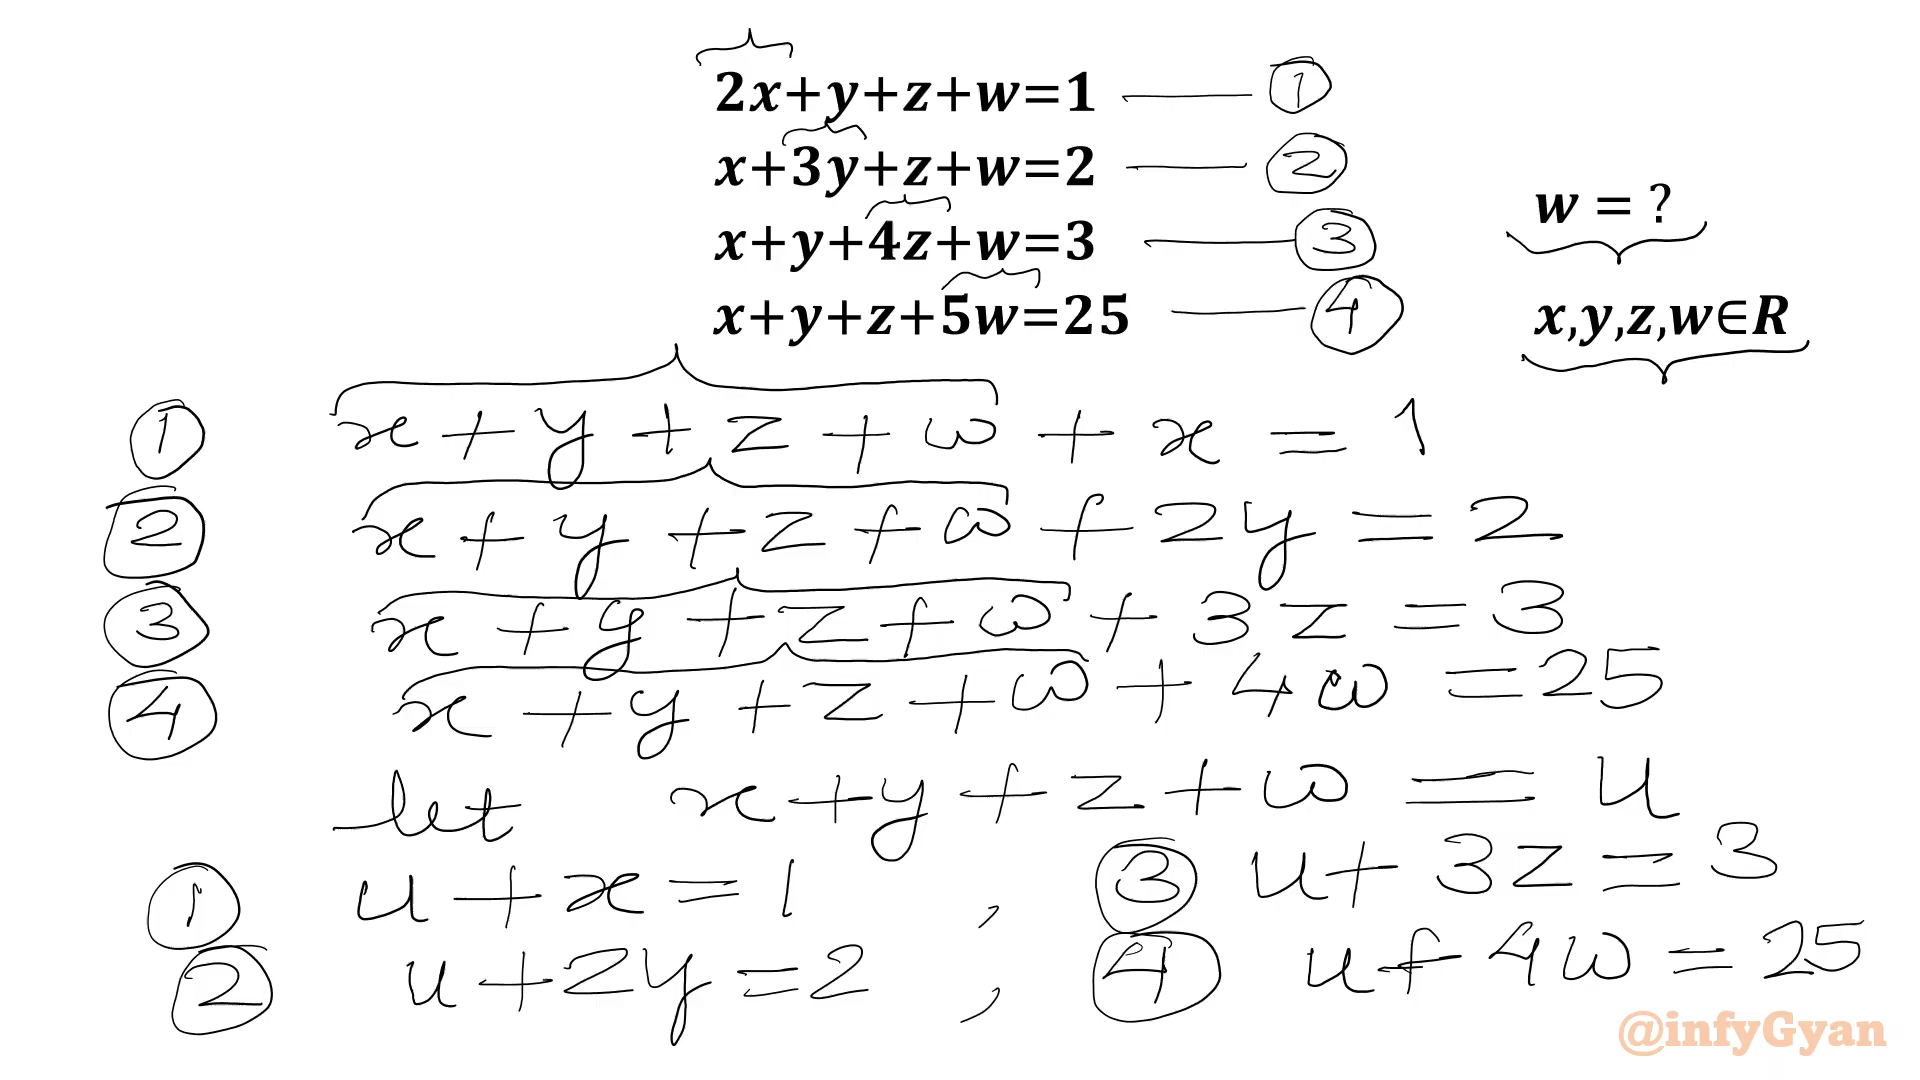 2x+y+z+w=1 —— ①
x+3y+z+w=2 —— ②
x+y+4z+w=3 —— ③
x+y+z+5w=25 —— ④
w = ?
x,y,z,w∈R
① x + y + z + w + x = 1
② x + y + z + w + 2y = 2
③ x + y + z + w + 3z = 3
④ x + y + z + w + 4w = 25
let x + y + z + w = u
① u + x = 1 , ③ u + 3z = 3
② u + 2y = 2 , ④ u + 4w = 25
@infyGyan